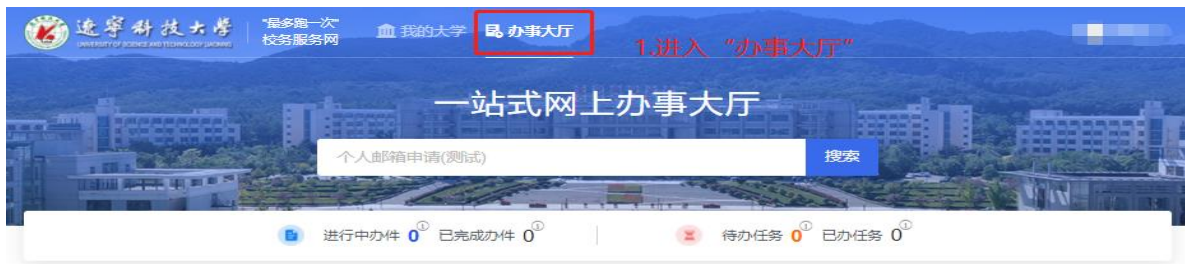 遼寧科技大學
UNIVERSITY OF SCIENCE AND TECHNOLOGY LIAONING
"最多跑一次"
校务服务网
我的大学
办事大厅
1.进入“办事大厅”
一站式网上办事大厅
个人邮箱申请(测试)
搜索
进行中办件 0 已完成办件 0
待办任务 0 已办任务 0